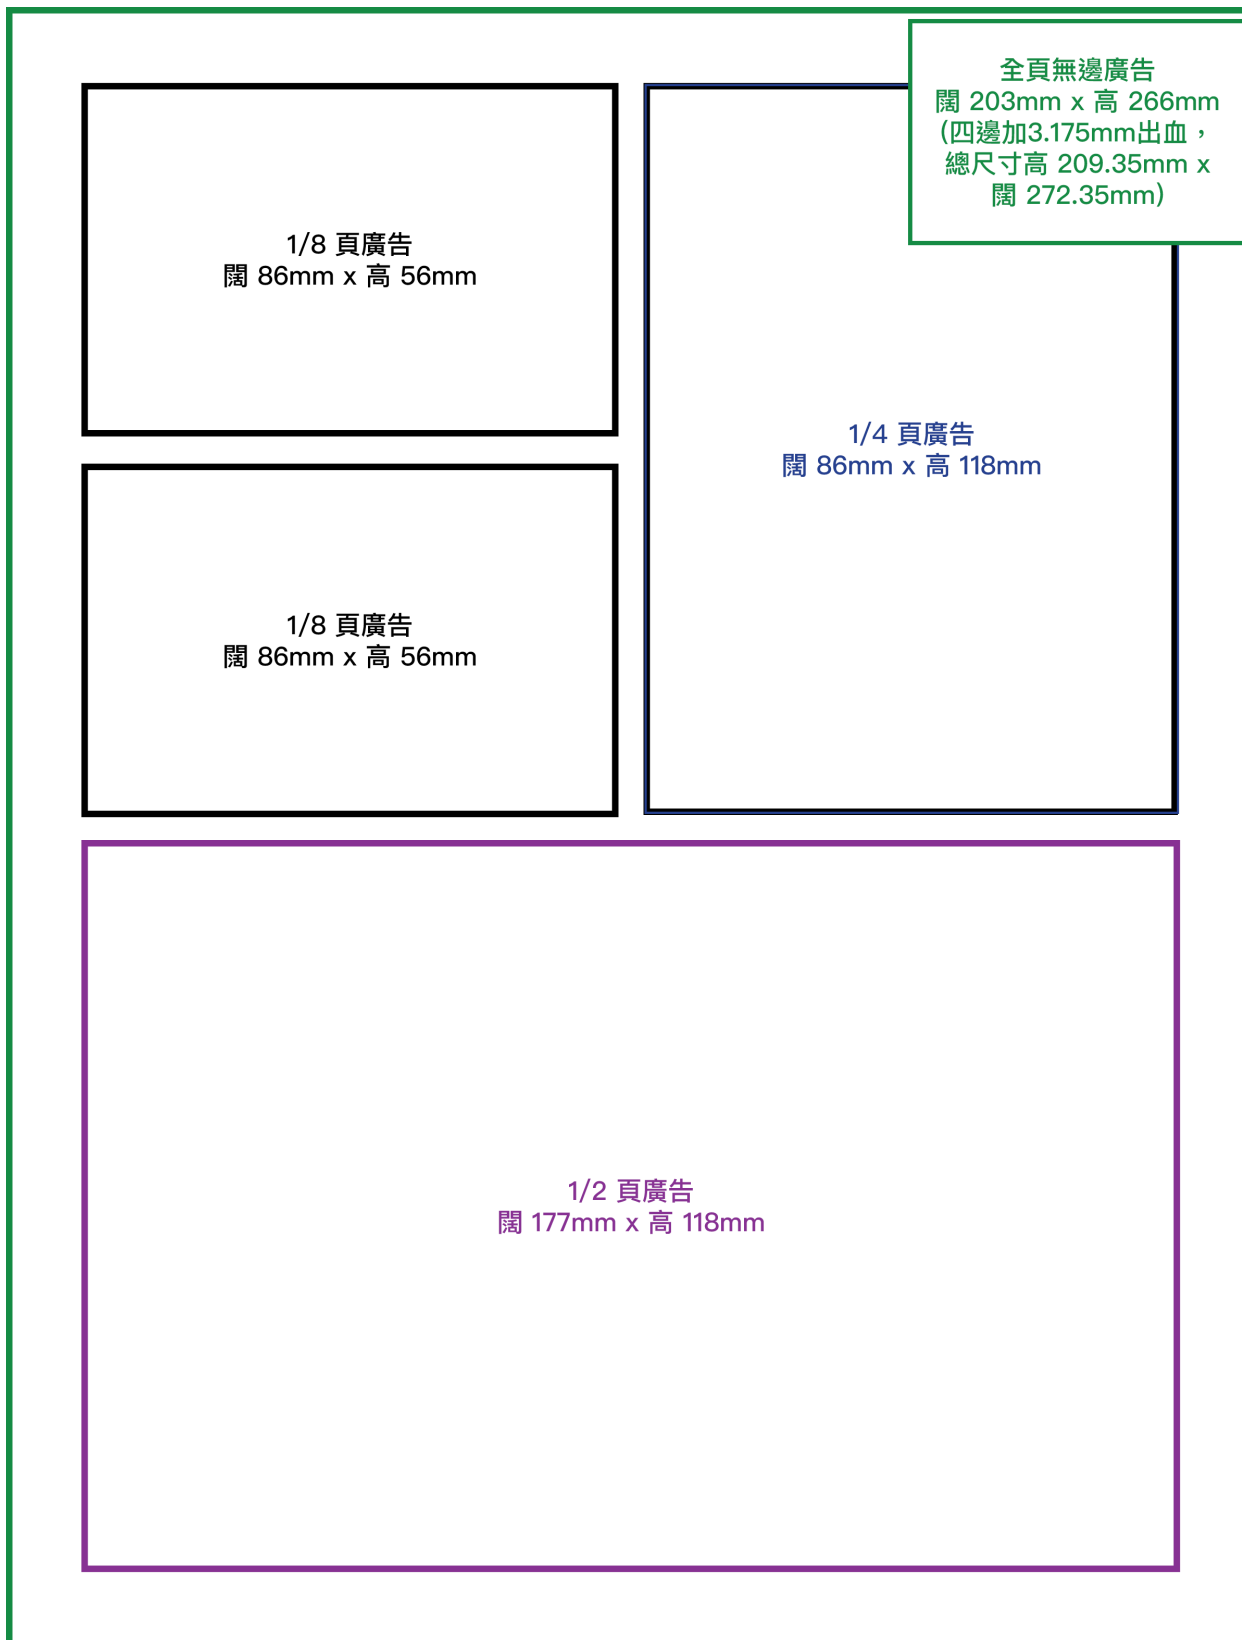 全頁無邊廣告
闊 203mm x 高 266mm
(四邊加3.175mm出血，
總尺寸高 209.35mm x
闊 272.35mm)
1/8 頁廣告
闊 86mm x 高 56mm
1/4 頁廣告
闊 86mm x 高 118mm
1/8 頁廣告
闊 86mm x 高 56mm
1/2 頁廣告
闊 177mm x 高 118mm